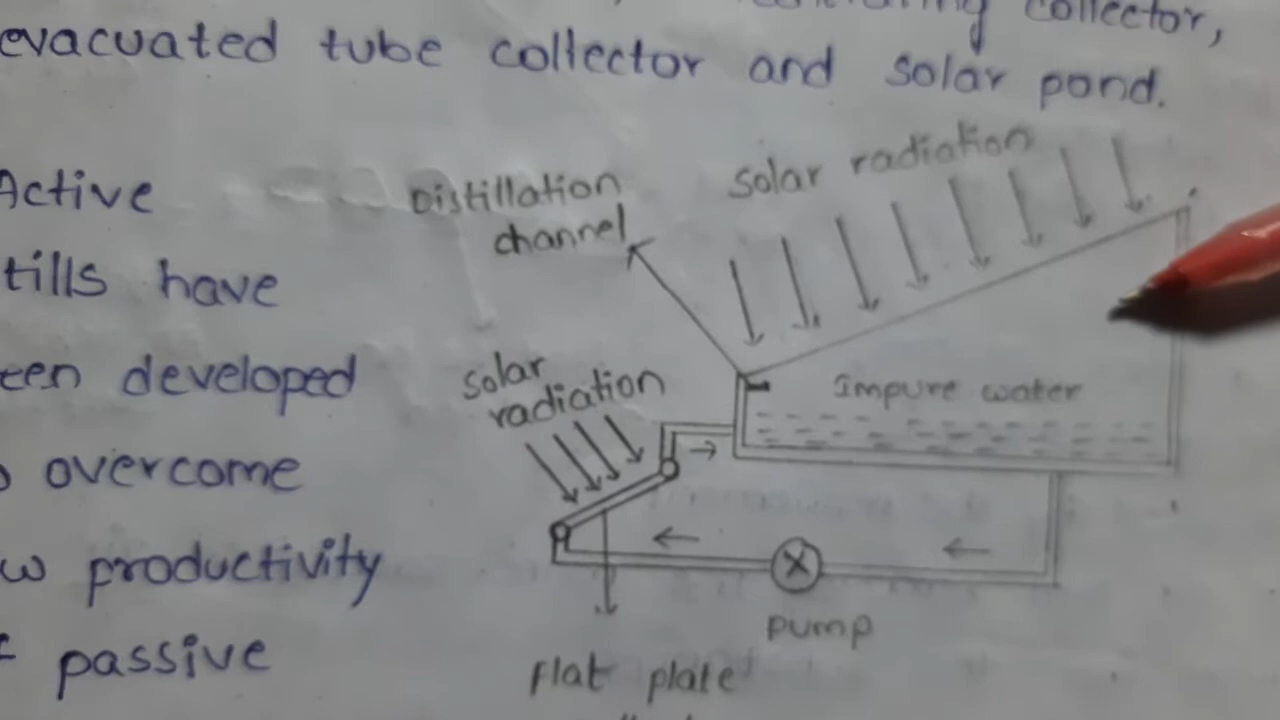 collector,
evacuated tube collector and solar pond.
Active
tills have
een developed
overcome
w productivity
passive
Distillation
channel
solar radiation
solar
radiation
Impure water
pump
flat plate